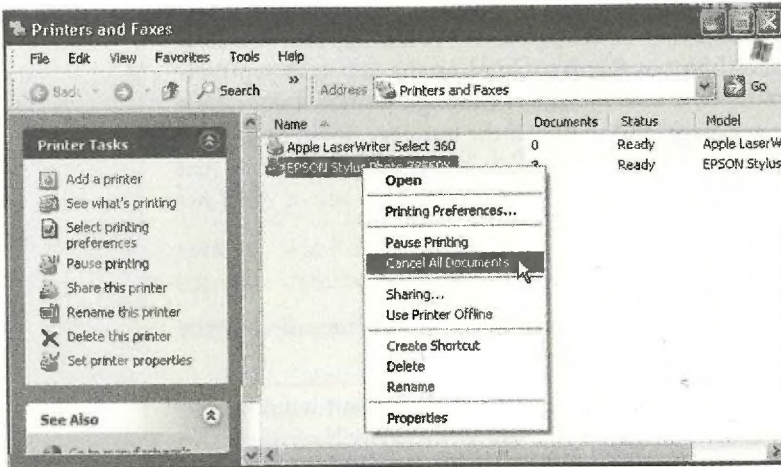 Printers and Faxes
File Edit View Favorites Tools Help
Back Search » Address Printers and Faxes Go
Name Documents Status Model
Apple LaserWriter Select 360 0 Ready Apple LaserW
EPSON Stylus Photo Ready EPSON Stylus
Printer Tasks
Add a printer
See what's printing
Select printing
preferences
Pause printing
Share this printer
Rename this printer
Delete this printer
Set printer properties
See Also
Open
Printing Preferences...
Pause Printing
Cancel All Documents
Sharing...
Use Printer Offline
Create Shortcut
Delete
Rename
Properties